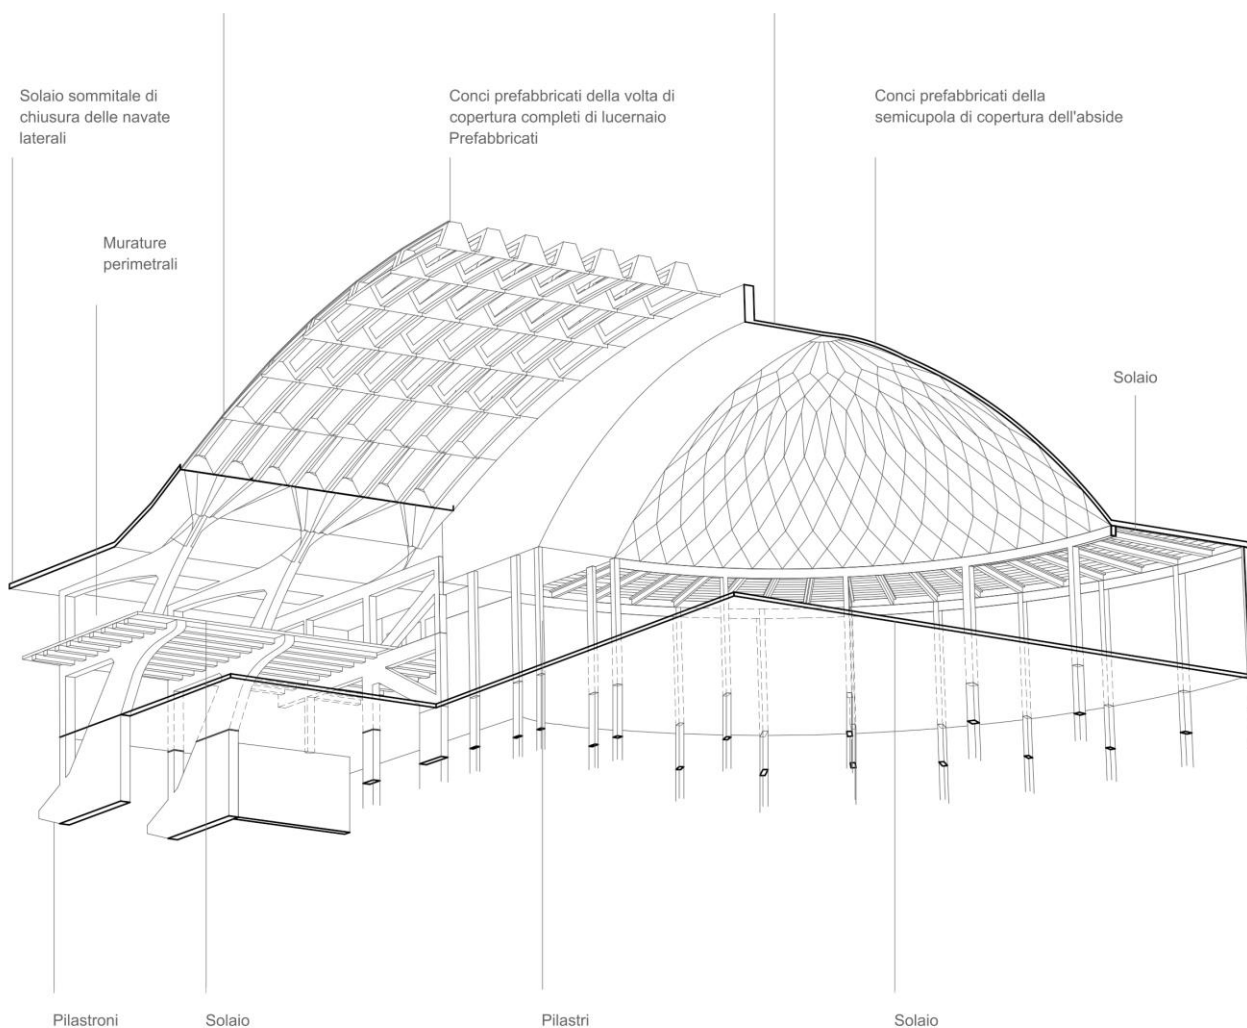 Solaio sommitale di
chiusura delle navate
laterali
Conci prefabbricati della volta di
copertura completi di lucernaio
Prefabbricati
Conci prefabbricati della
semicupola di copertura dell'abside
Murature
perimetrali
Solaio
Pilastroni
Solaio
Pilastri
Solaio